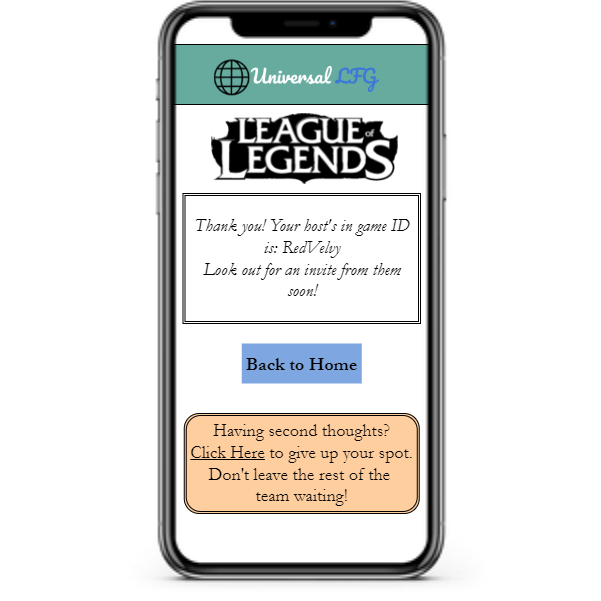 Universal LFG
LEAGUE of
LEGENDS
Thank you! Your host's in game ID
is: RedVelvy
Look out for an invite from them
soon!
Back to Home
Having second thoughts?
Click Here to give up your spot.
Don't leave the rest of the
team waiting!